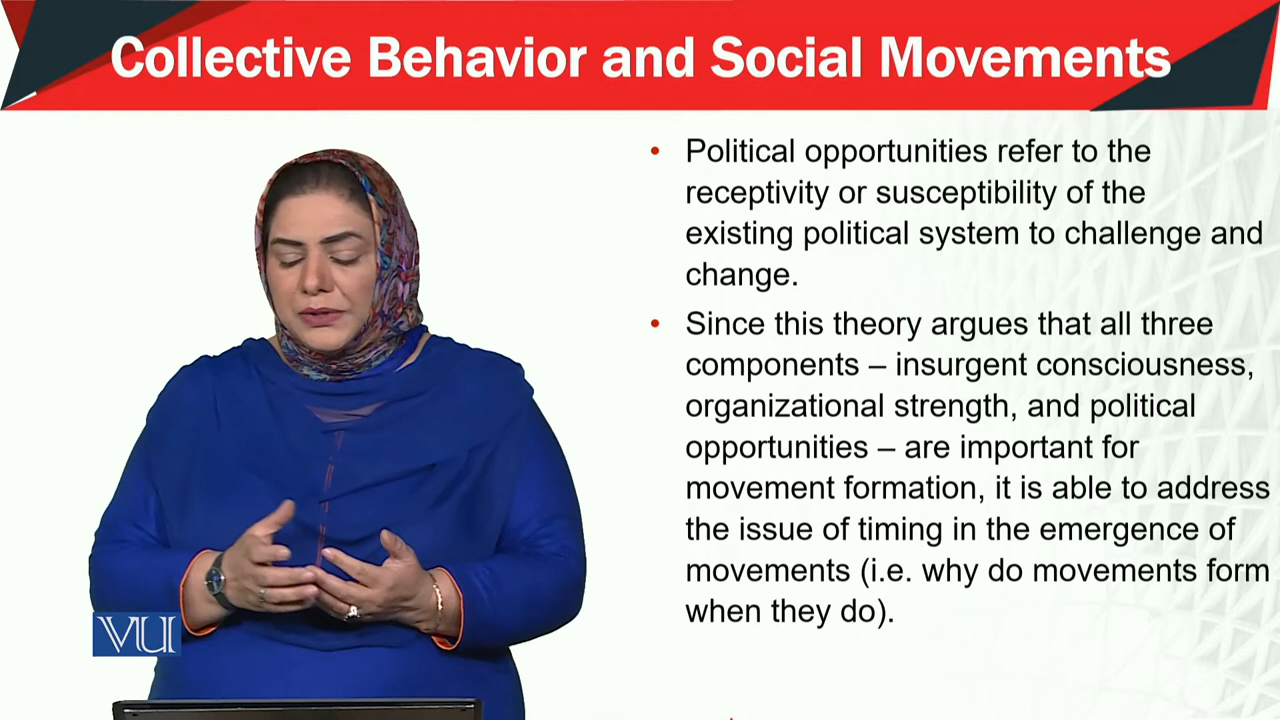 Collective Behavior and Social Movements
• Political opportunities refer to the
receptivity or susceptibility of the
existing political system to challenge and
change.
• Since this theory argues that all three
components – insurgent consciousness,
organizational strength, and political
opportunities – are important for
movement formation, it is able to address
the issue of timing in the emergence of
movements (i.e. why do movements form
when they do).
VU